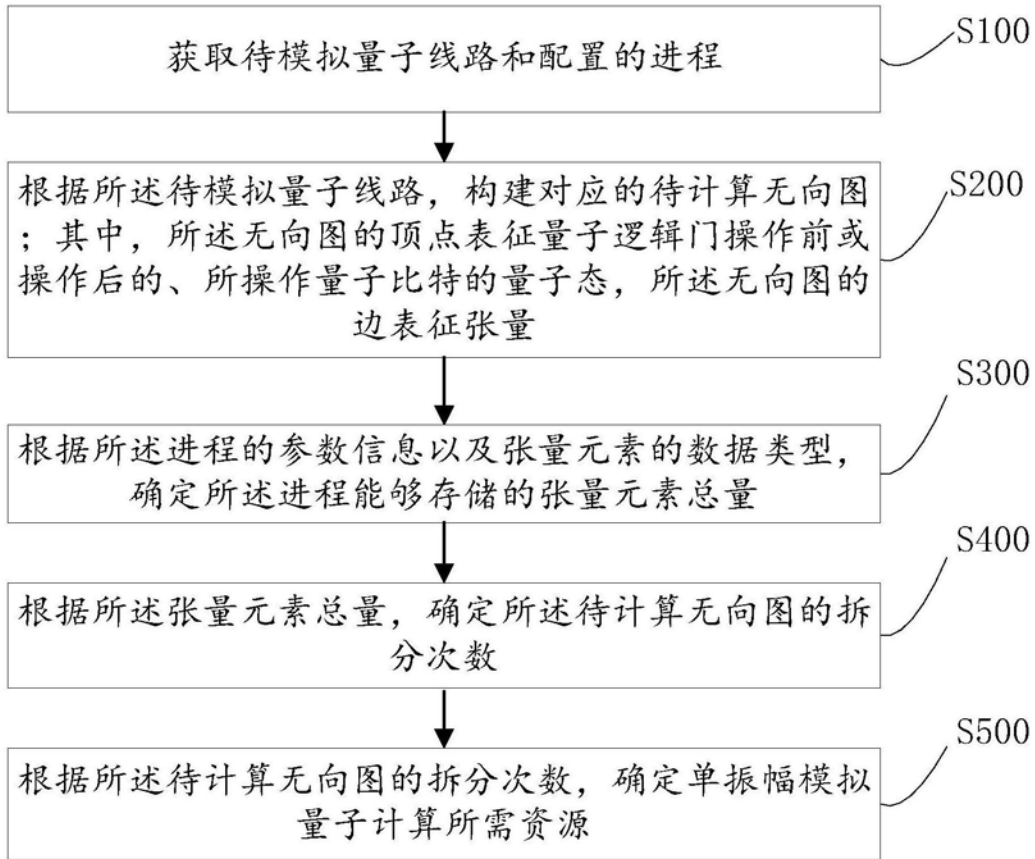 获取待模拟量子线路和配置的进程
S100
根据所述待模拟量子线路，构建对应的待计算无向图
；其中，所述无向图的顶点表征量子逻辑门操作前或
操作后的、所操作量子比特的量子态，所述无向图的
边表征张量
S200
根据所述进程的参数信息以及张量元素的数据类型，
确定所述进程能够存储的张量元素总量
S300
根据所述张量元素总量，确定所述待计算无向图的拆
分次数
S400
根据所述待计算无向图的拆分次数，确定单振幅模拟
量子计算所需资源
S500